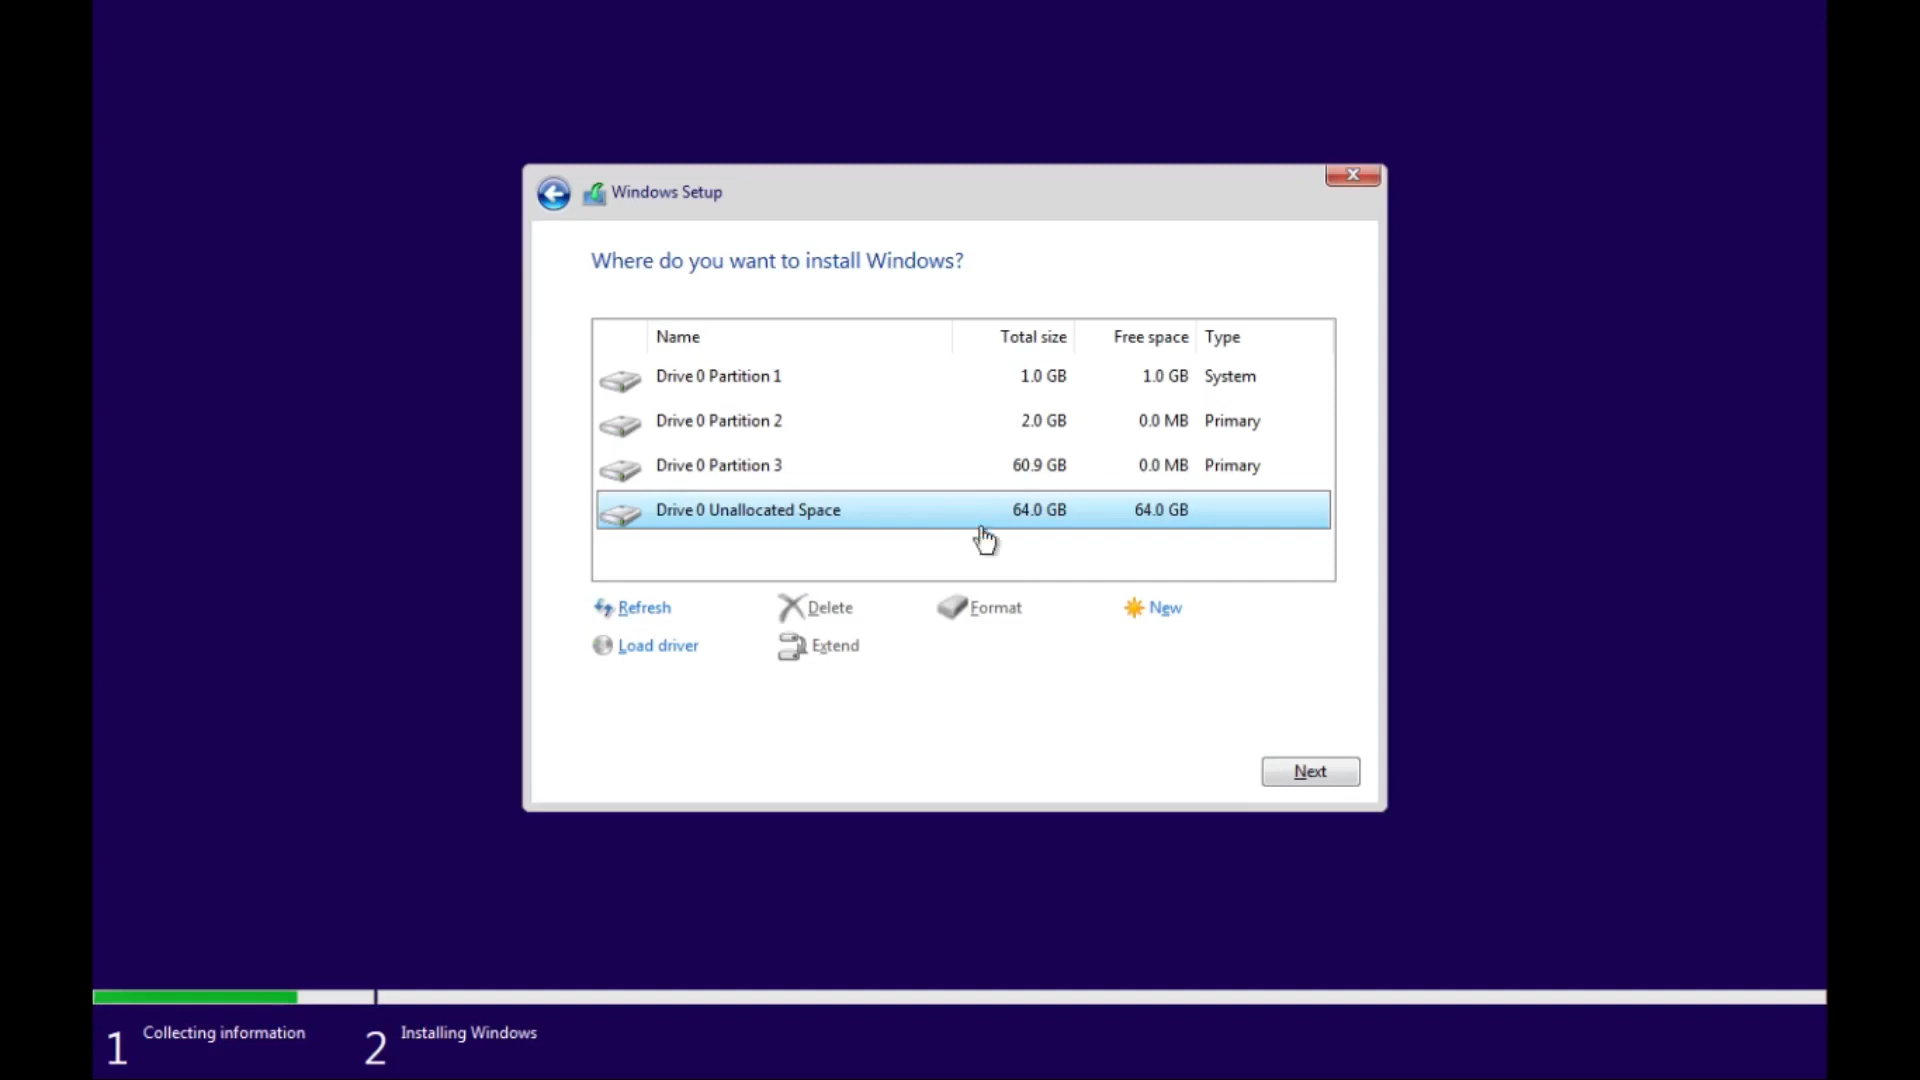 Windows Setup
Where do you want to install Windows?
Name Total size Free space Type
Drive 0 Partition 1 1.0 GB 1.0 GB System
Drive 0 Partition 2 2.0 GB 0.0 MB Primary
Drive 0 Partition 3 60.9 GB 0.0 MB Primary
Drive 0 Unallocated Space 64.0 GB 64.0 GB
Refresh Delete Format New
Load driver Extend
Next
1 Collecting information 2 Installing Windows